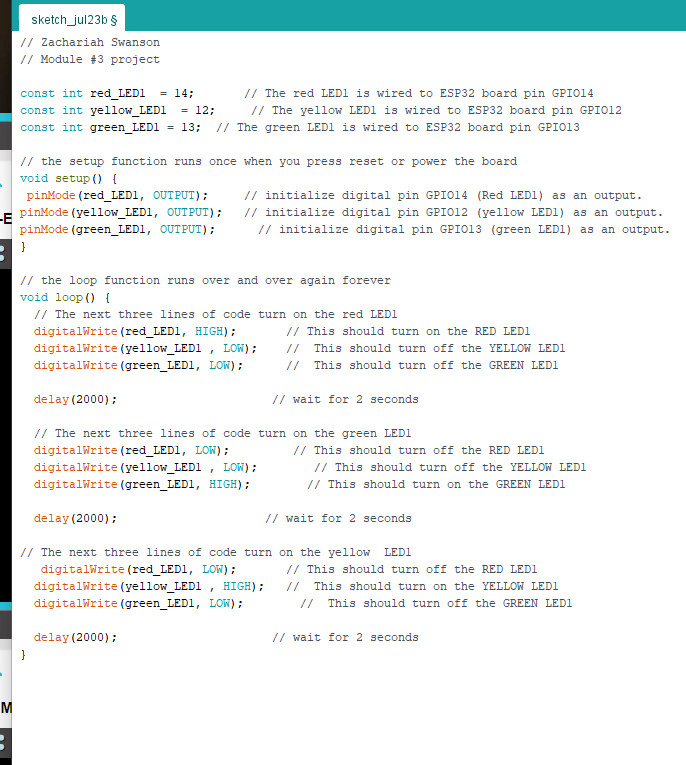 sketch_jul23b §
// Zachariah Swanson
// Module #3 project
const int red_LED1  = 14;       // The red LED1 is wired to ESP32 board pin GPIO14
const int yellow_LED1  = 12;     // The yellow LED1 is wired to ESP32 board pin GPIO12
const int green_LED1 = 13;  // The green LED1 is wired to ESP32 board pin GPIO13
// the setup function runs once when you press reset or power the board
void setup() {
 pinMode(red_LED1, OUTPUT);     // initialize digital pin GPIO14 (Red LED1) as an output.
pinMode(yellow_LED1, OUTPUT);   // initialize digital pin GPIO12 (yellow LED1) as an output.
pinMode(green_LED1, OUTPUT);      // initialize digital pin GPIO13 (green LED1) as an output.
}
// the loop function runs over and over again forever
void loop() {
  // The next three lines of code turn on the red LED1
  digitalWrite(red_LED1, HIGH);       // This should turn on the RED LED1
  digitalWrite(yellow_LED1 , LOW);    //  This should turn off the YELLOW LED1
  digitalWrite(green_LED1, LOW);      //  This should turn off the GREEN LED1
  delay(2000);                      // wait for 2 seconds
  // The next three lines of code turn on the green LED1
  digitalWrite(red_LED1, LOW);         // This should turn off the RED LED1
  digitalWrite(yellow_LED1 , LOW);        // This should turn off the YELLOW LED1
  digitalWrite(green_LED1, HIGH);        // This should turn on the GREEN LED1
  delay(2000);                     // wait for 2 seconds
// The next three lines of code turn on the yellow  LED1
   digitalWrite(red_LED1, LOW);       // This should turn off the RED LED1
  digitalWrite(yellow_LED1 , HIGH);   //  This should turn on the YELLOW LED1
  digitalWrite(green_LED1, LOW);        //  This should turn off the GREEN LED1
  delay(2000);                      // wait for 2 seconds
}
-E
M